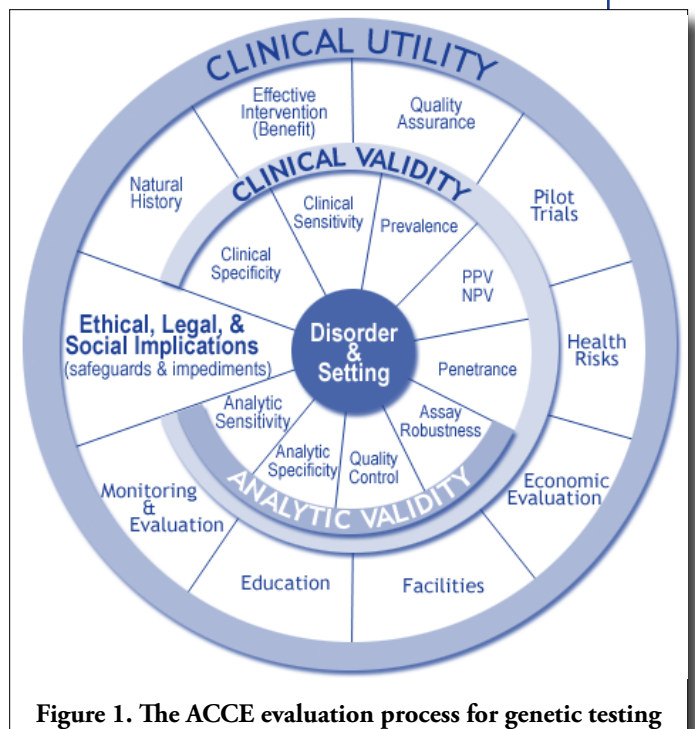 CLINICAL UTILITY
Effective
Intervention
(Benefit)
Quality
Assurance
Natural
History
Pilot
Trials
CLINICAL VALIDITY
Clinical
Sensitivity
Prevalence
Clinical
Specificity
PPV
NPV
Ethical, Legal, &
Social Implications
(safeguards & impediments)
Disorder
&
Setting
Health
Risks
Penetrance
Analytic
Sensitivity
Assay
Robustness
Analytic
Specificity
Quality
Control
ANALYTIC VALIDITY
Monitoring
&
Evaluation
Economic
Evaluation
Education
Facilities
Figure 1. The ACCE evaluation process for genetic testing